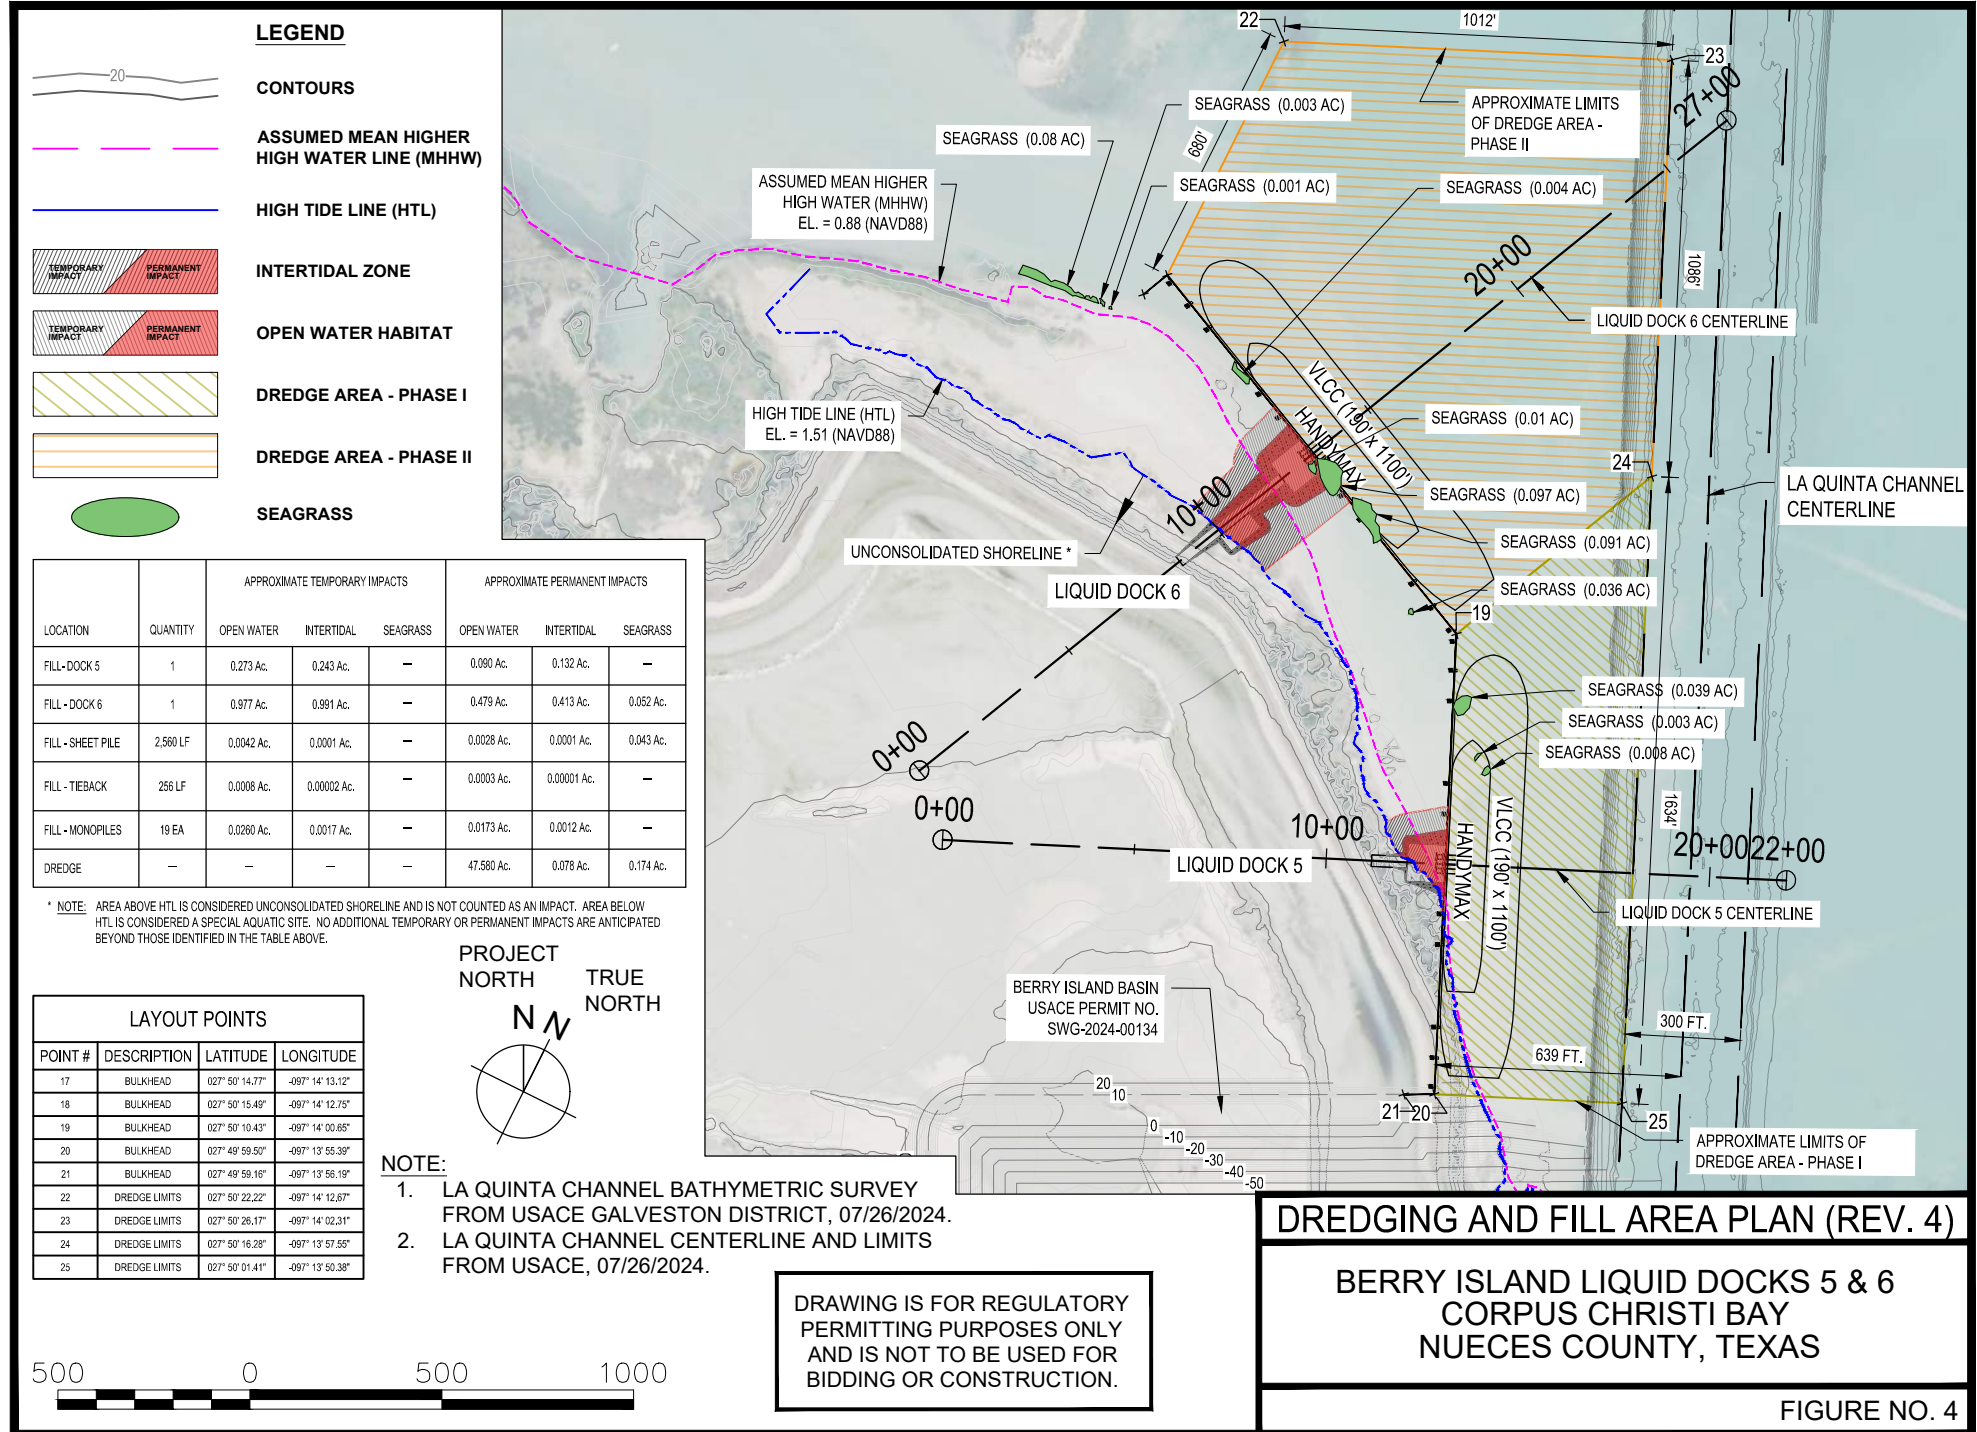 LEGEND
20
CONTOURS
ASSUMED MEAN HIGHER
HIGH WATER LINE (MHHW)
HIGH TIDE LINE (HTL)
TEMPORARY IMPACT PERMANENT IMPACT
INTERTIDAL ZONE
TEMPORARY IMPACT PERMANENT IMPACT
OPEN WATER HABITAT
DREDGE AREA - PHASE I
DREDGE AREA - PHASE II
SEAGRASS
APPROXIMATE TEMPORARY IMPACTS APPROXIMATE PERMANENT IMPACTS
LOCATION QUANTITY OPEN WATER INTERTIDAL SEAGRASS OPEN WATER INTERTIDAL SEAGRASS
FILL - DOCK 5 1 0.273 Ac. 0.243 Ac. — 0.090 Ac. 0.132 Ac. —
FILL - DOCK 6 1 0.977 Ac. 0.991 Ac. — 0.479 Ac. 0.413 Ac. 0.052 Ac.
FILL - SHEET PILE 2,560 LF 0.0042 Ac. 0.0001 Ac. — 0.0028 Ac. 0.0001 Ac. 0.043 Ac.
FILL - TIEBACK 256 LF 0.0008 Ac. 0.00002 Ac. — 0.0003 Ac. 0.00001 Ac. —
FILL - MONOPILES 19 EA 0.0260 Ac. 0.0017 Ac. — 0.0173 Ac. 0.0012 Ac. —
DREDGE — — — — 47.580 Ac. 0.078 Ac. 0.174 Ac.
* NOTE: AREA ABOVE HTL IS CONSIDERED UNCONSOLIDATED SHORELINE AND IS NOT COUNTED AS AN IMPACT. AREA BELOW
HTL IS CONSIDERED A SPECIAL AQUATIC SITE. NO ADDITIONAL TEMPORARY OR PERMANENT IMPACTS ARE ANTICIPATED
BEYOND THOSE IDENTIFIED IN THE TABLE ABOVE.
PROJECT
NORTH
TRUE
NORTH
N N
LAYOUT POINTS
POINT # DESCRIPTION LATITUDE LONGITUDE
17 BULKHEAD 027° 50' 14.77" -097° 14' 13.12"
18 BULKHEAD 027° 50' 15.49" -097° 14' 12.75"
19 BULKHEAD 027° 50' 10.43" -097° 14' 00.65"
20 BULKHEAD 027° 49' 59.50" -097° 13' 55.39"
21 BULKHEAD 027° 49' 59.16" -097° 13' 56.19"
22 DREDGE LIMITS 027° 50' 22.22" -097° 14' 12.67"
23 DREDGE LIMITS 027° 50' 26.17" -097° 14' 02.31"
24 DREDGE LIMITS 027° 50' 16.28" -097° 13' 57.55"
25 DREDGE LIMITS 027° 50' 01.41" -097° 13' 50.38"
NOTE:
1. LA QUINTA CHANNEL BATHYMETRIC SURVEY
FROM USACE GALVESTON DISTRICT, 07/26/2024.
2. LA QUINTA CHANNEL CENTERLINE AND LIMITS
FROM USACE, 07/26/2024.
500 0 500 1000
DRAWING IS FOR REGULATORY
PERMITTING PURPOSES ONLY
AND IS NOT TO BE USED FOR
BIDDING OR CONSTRUCTION.
22
1012'
23
680'
27+00
SEAGRASS (0.003 AC)
SEAGRASS (0.08 AC)
APPROXIMATE LIMITS
OF DREDGE AREA -
PHASE II
ASSUMED MEAN HIGHER
HIGH WATER (MHHW)
EL. = 0.88 (NAVD88)
SEAGRASS (0.001 AC)
SEAGRASS (0.004 AC)
20+00
1086'
LIQUID DOCK 6 CENTERLINE
VLCC (190' x 1100')
HANDYMAX
HIGH TIDE LINE (HTL)
EL. = 1.51 (NAVD88)
SEAGRASS (0.01 AC)
24
LA QUINTA CHANNEL
CENTERLINE
SEAGRASS (0.097 AC)
10+00
UNCONSOLIDATED SHORELINE *
SEAGRASS (0.091 AC)
LIQUID DOCK 6
SEAGRASS (0.036 AC)
19
SEAGRASS (0.039 AC)
SEAGRASS (0.003 AC)
SEAGRASS (0.008 AC)
0+00
0+00
10+00
LIQUID DOCK 5
HANDYMAX
VLCC (190' x 1100')
1634'
20+00
22+00
LIQUID DOCK 5 CENTERLINE
BERRY ISLAND BASIN
USACE PERMIT NO.
SWG-2024-00134
300 FT.
639 FT.
20
10
0
-10
-20
-30
-40
-50
21
20
25
APPROXIMATE LIMITS OF
DREDGE AREA - PHASE I
DREDGING AND FILL AREA PLAN (REV. 4)
BERRY ISLAND LIQUID DOCKS 5 & 6
CORPUS CHRISTI BAY
NUECES COUNTY, TEXAS
FIGURE NO. 4